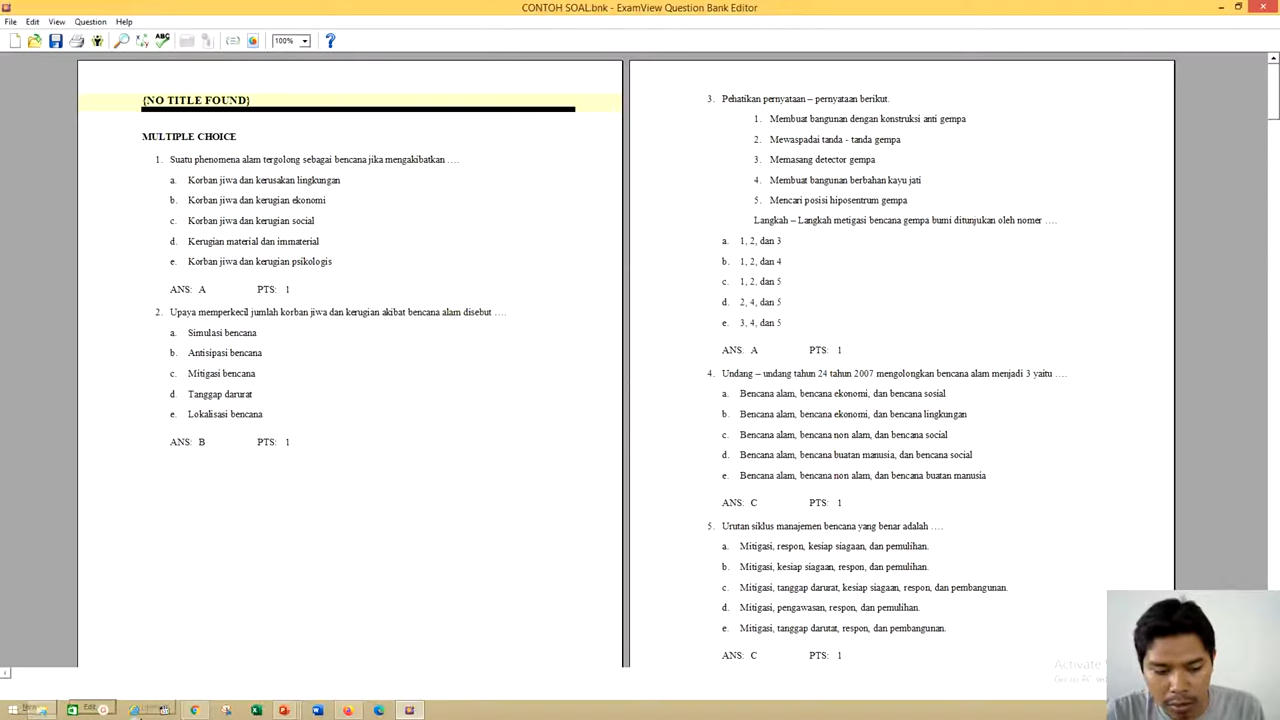 CONTOH SOAL.bnk - ExamView Question Bank Editor
File Edit View Question Help
100%
{NO TITLE FOUND}
MULTIPLE CHOICE
1. Suatu phenomena alam tergolong sebagai bencana jika mengakibatkan ….
a. Korban jiwa dan kerusakan lingkungan
b. Korban jiwa dan kerugian ekonomi
c. Korban jiwa dan kerugian social
d. Kerugian material dan immaterial
e. Korban jiwa dan kerugian psikologis
ANS: A PTS: 1
2. Upaya memperkecil jumlah korban jiwa dan kerugian akibat bencana alam disebut ….
a. Simulasi bencana
b. Antisipasi bencana
c. Mitigasi bencana
d. Tanggap darurat
e. Lokalisasi bencana
ANS: B PTS: 1
3. Pehatikan pernyataan – pernyataan berikut.
1. Membuat bangunan dengan konstruksi anti gempa
2. Mewaspadai tanda - tanda gempa
3. Memasang detector gempa
4. Membuat bangunan berbahan kayu jati
5. Mencari posisi hiposentrum gempa
Langkah – Langkah metigasi bencana gempa bumi ditunjukan oleh nomer ….
a. 1, 2, dan 3
b. 1, 2, dan 4
c. 1, 2, dan 5
d. 2, 4, dan 5
e. 3, 4, dan 5
ANS: A PTS: 1
4. Undang – undang tahun 24 tahun 2007 mengolongkan bencana alam menjadi 3 yaitu ….
a. Bencana alam, bencana ekonomi, dan bencana sosial
b. Bencana alam, bencana ekonomi, dan bencana lingkungan
c. Bencana alam, bencana non alam, dan bencana social
d. Bencana alam, bencana buatan manusia, dan bencana social
e. Bencana alam, bencana non alam, dan bencana buatan manusia
ANS: C PTS: 1
5. Urutan siklus manajemen bencana yang benar adalah ….
a. Mitigasi, respon, kesiap siagaan, dan pemulihan.
b. Mitigasi, kesiap siagaan, respon, dan pemulihan.
c. Mitigasi, tanggap darurat, kesiap siagaan, respon, dan pembangunan.
d. Mitigasi, pengawasan, respon, dan pemulihan.
e. Mitigasi, tanggap darutat, respon, dan pembangunan.
ANS: C PTS: 1
Activate
Edit